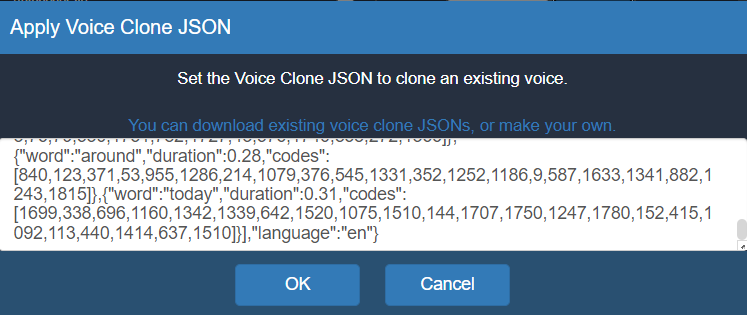 Apply Voice Clone JSON
Set the Voice Clone JSON to clone an existing voice.
You can download existing voice clone JSONs, or make your own.
{"word":"around","duration":0.28,"codes":
[840,123,371,53,955,1286,214,1079,376,545,1331,352,1252,1186,9,587,1633,1341,882,1
243,1815]},{"word":"today","duration":0.31,"codes":
[1699,338,696,1160,1342,1339,642,1520,1075,1510,144,1707,1750,1247,1780,152,415,1
092,113,440,1414,637,1510]}],"language":"en"}
OK
Cancel